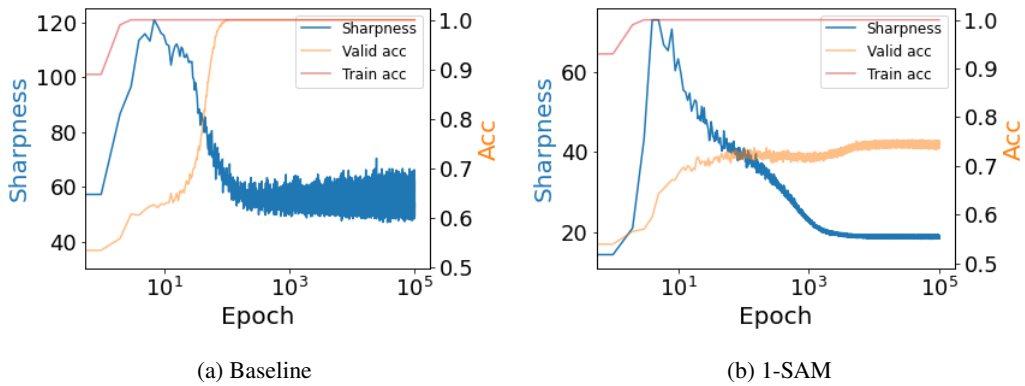 120
100
80
60
40
Sharpness
Sharpness
Valid acc
Train acc
1.0
0.9
0.8
0.7
0.6
0.5
Acc
10^1
10^3
10^5
Epoch
(a) Baseline
60
40
20
Sharpness
Sharpness
Valid acc
Train acc
1.0
0.9
0.8
0.7
0.6
0.5
Acc
10^1
10^3
10^5
Epoch
(b) 1-SAM